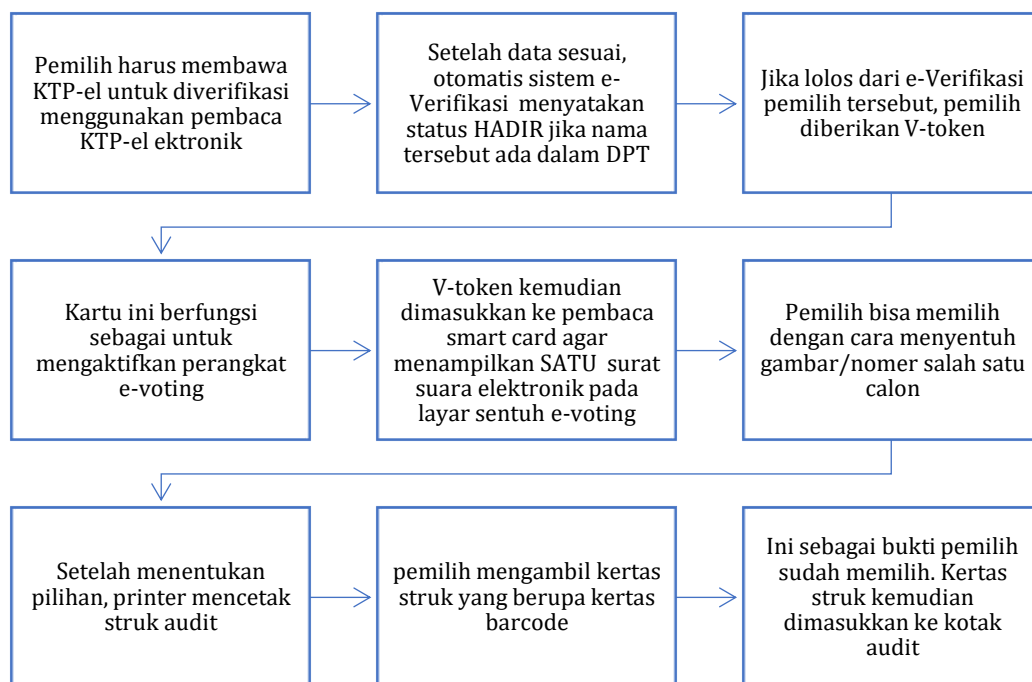 Pemilih harus membawa
KTP-el untuk diverifikasi
menggunakan pembaca
KTP-el ektronik
Setelah data sesuai,
otomatis sistem e-
Verifikasi menyatakan
status HADIR jika nama
tersebut ada dalam DPT
Jika lolos dari e-Verifikasi
pemilih tersebut, pemilih
diberikan V-token
Kartu ini berfungsi
sebagai untuk
mengaktifkan perangkat
e-voting
V-token kemudian
dimasukkan ke pembaca
smart card agar
menampilkan SATU surat
suara elektronik pada
layar sentuh e-voting
Pemilih bisa memilih
dengan cara menyentuh
gambar/nomer salah satu
calon
Setelah menentukan
pilihan, printer mencetak
struk audit
pemilih mengambil kertas
struk yang berupa kertas
barcode
Ini sebagai bukti pemilih
sudah memilih. Kertas
struk kemudian
dimasukkan ke kotak
audit